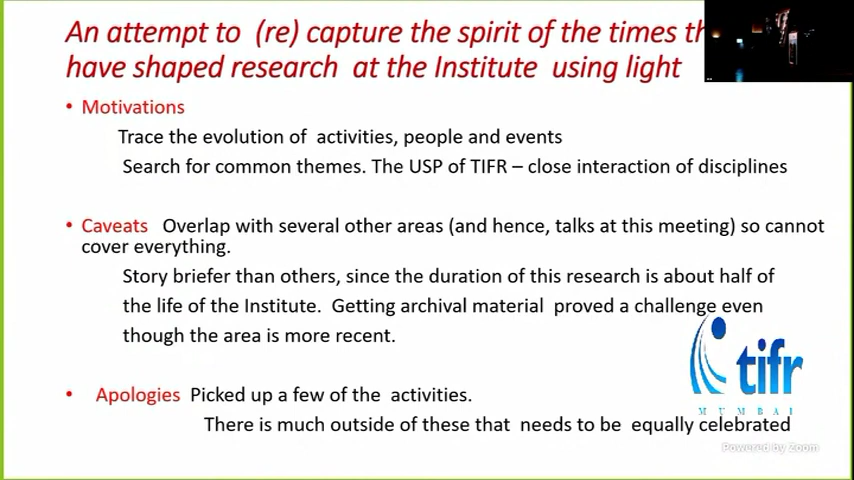 An attempt to (re) capture the spirit of the times
have shaped research at the Institute using light
• Motivations
Trace the evolution of activities, people and events
Search for common themes. The USP of TIFR – close interaction of disciplines
• Caveats Overlap with several other areas (and hence, talks at this meeting) so cannot
cover everything.
Story briefer than others, since the duration of this research is about half of
the life of the Institute. Getting archival material proved a challenge even
though the area is more recent.
tifr
MUMBAI
• Apologies Picked up a few of the activities.
There is much outside of these that needs to be equally celebrated
Powered by Zoom